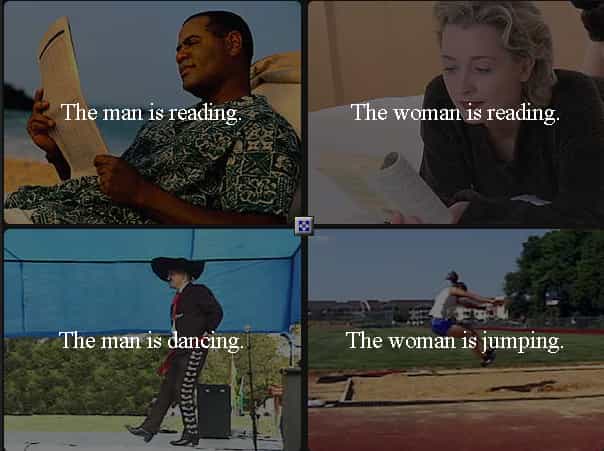 The man is reading.
The woman is reading.
The man is dancing.
The woman is jumping.